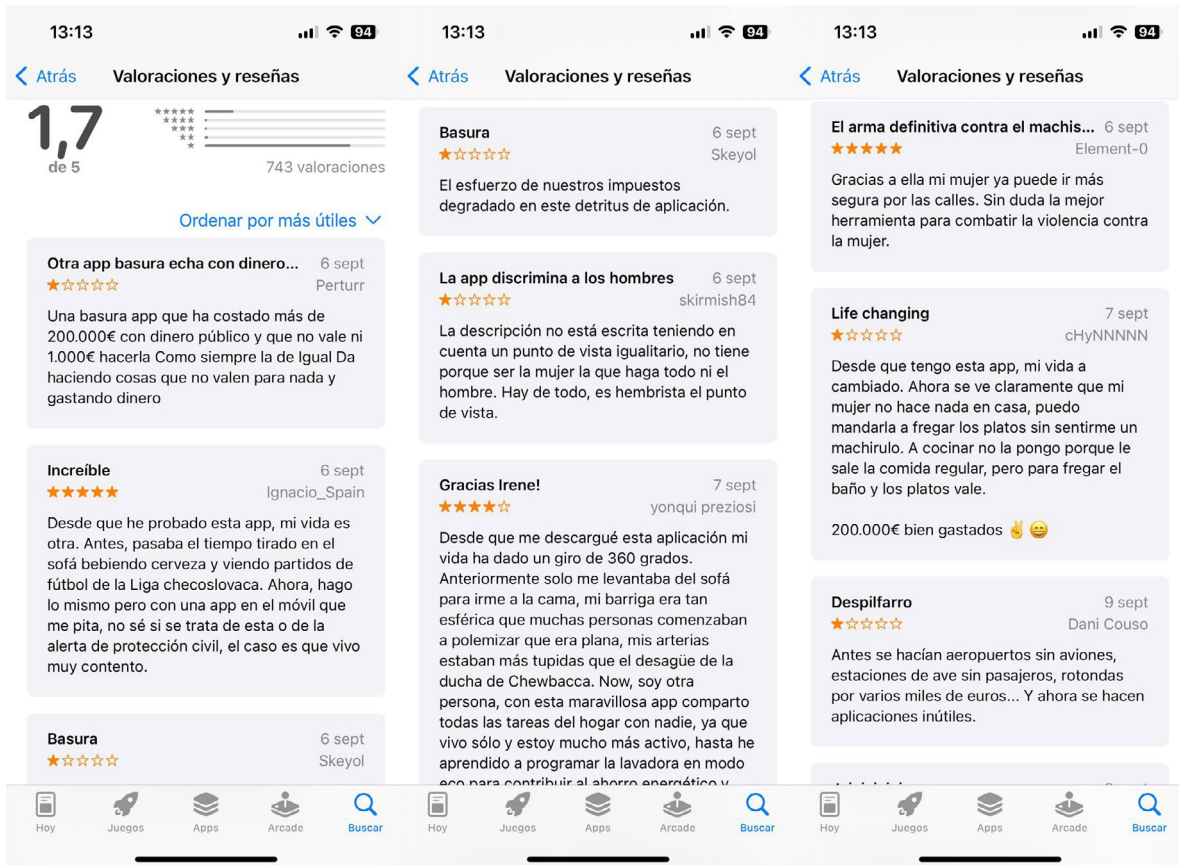 13:13
94
Atrás
Valoraciones y reseñas
1,7
de 5
743 valoraciones
Ordenar por más útiles
Otra app basura echa con dinero...
6 sept
Perturr
Una basura app que ha costado más de
200.000€ con dinero público y que no vale ni
1.000€ hacerla Como siempre la de Igual Da
haciendo cosas que no valen para nada y
gastando dinero
Increíble
6 sept
Ignacio_Spain
Desde que he probado esta app, mi vida es
otra. Antes, pasaba el tiempo tirado en el
sofá bebiendo cerveza y viendo partidos de
fútbol de la Liga checoslovaca. Ahora, hago
lo mismo pero con una app en el móvil que
me pita, no sé si se trata de esta o de la
alerta de protección civil, el caso es que vivo
muy contento.
Basura
6 sept
Skeyol
Hoy
Juegos
Apps
Arcade
Buscar
13:13
94
Atrás
Valoraciones y reseñas
Basura
6 sept
Skeyol
El esfuerzo de nuestros impuestos
degradado en este detritus de aplicación.
La app discrimina a los hombres
6 sept
skirmish84
La descripción no está escrita teniendo en
cuenta un punto de vista igualitario, no tiene
porque ser la mujer la que haga todo ni el
hombre. Hay de todo, es hembrista el punto
de vista.
Gracias Irene!
7 sept
yonqui preziosi
Desde que me descargué esta aplicación mi
vida ha dado un giro de 360 grados.
Anteriormente solo me levantaba del sofá
para irme a la cama, mi barriga era tan
esférica que muchas personas comenzaban
a polemizar que era plana, mis arterias
estaban más tupidas que el desagüe de la
ducha de Chewbacca. Now, soy otra
persona, con esta maravillosa app comparto
todas las tareas del hogar con nadie, ya que
vivo sólo y estoy mucho más activo, hasta he
aprendido a programar la lavadora en modo
eco para contribuir al ahorro energético y
Hoy
Juegos
Apps
Arcade
Buscar
13:13
94
Atrás
Valoraciones y reseñas
El arma definitiva contra el machis...
6 sept
Element-0
Gracias a ella mi mujer ya puede ir más
segura por las calles. Sin duda la mejor
herramienta para combatir la violencia contra
la mujer.
Life changing
7 sept
cHyNNNNN
Desde que tengo esta app, mi vida a
cambiado. Ahora se ve claramente que mi
mujer no hace nada en casa, puedo
mandarla a fregar los platos sin sentirme un
machirulo. A cocinar no la pongo porque le
sale la comida regular, pero para fregar el
baño y los platos vale.
200.000€ bien gastados ✌️😄
Despilfarro
9 sept
Dani Couso
Antes se hacían aeropuertos sin aviones,
estaciones de ave sin pasajeros, rotondas
por varios miles de euros... Y ahora se hacen
aplicaciones inútiles.
Hoy
Juegos
Apps
Arcade
Buscar